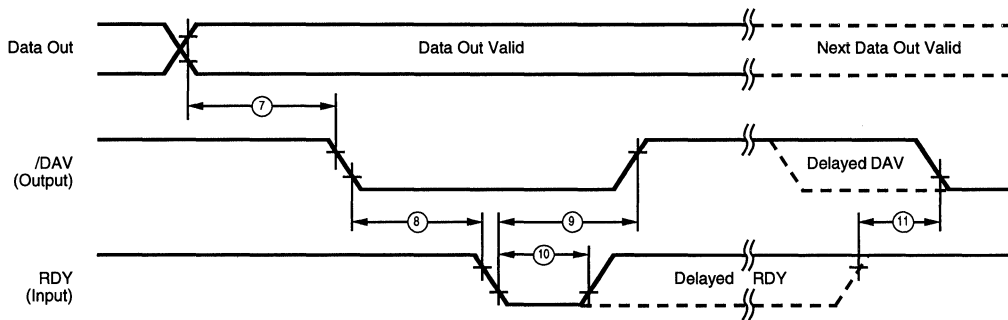 Data Out
Data Out Valid
Next Data Out Valid
7
/DAV
(Output)
Delayed DAV
8
9
11
10
RDY
(Input)
Delayed RDY